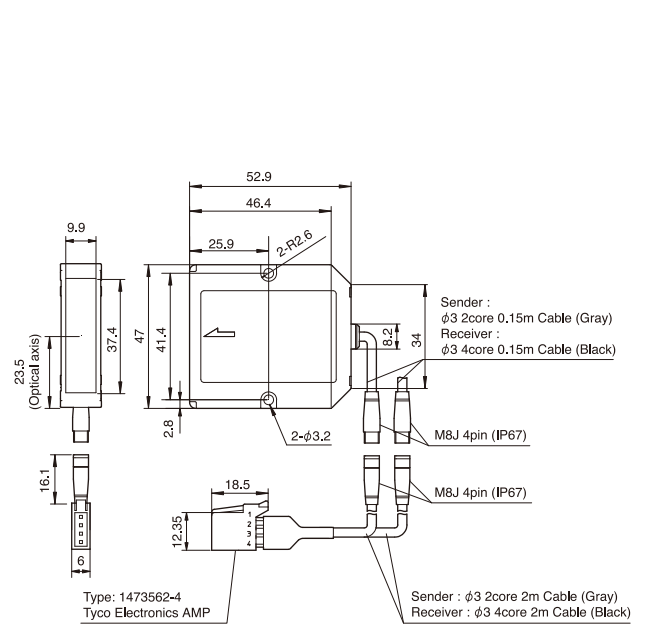 52.9
46.4
9.9
25.9
2-R2.6
Sender :
φ3 2core 0.15m Cable (Gray)
Receiver :
φ3 4core 0.15m Cable (Black)
37.4
47
41.4
8.2
34
23.5
(Optical axis)
2.8
2-φ3.2
M8J 4pin (IP67)
16.1
18.5
M8J 4pin (IP67)
12.35
1
2
3
4
6
Type: 1473562-4
Tyco Electronics AMP
Sender : φ3 2core 2m Cable (Gray)
Receiver : φ3 4core 2m Cable (Black)